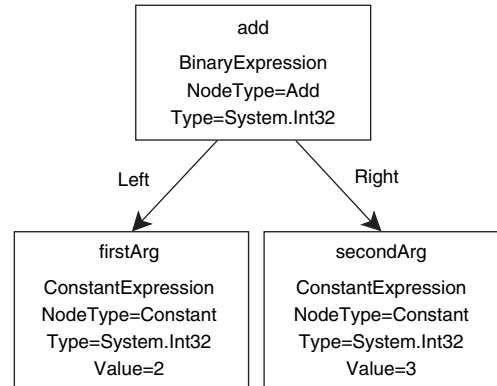 add
BinaryExpression
NodeType=Add
Type=System.Int32
Left
Right
firstArg
ConstantExpression
NodeType=Constant
Type=System.Int32
Value=2
secondArg
ConstantExpression
NodeType=Constant
Type=System.Int32
Value=3